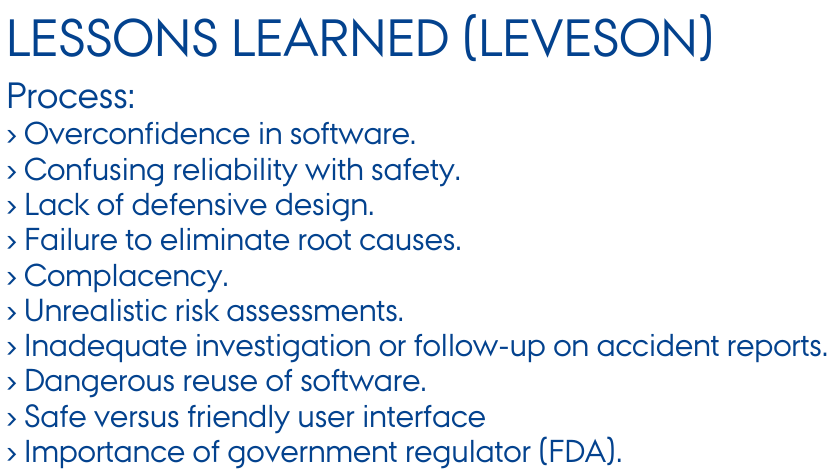 LESSONS LEARNED (LEVESON)
Process:
› Overconfidence in software.
› Confusing reliability with safety.
› Lack of defensive design.
› Failure to eliminate root causes.
› Complacency.
› Unrealistic risk assessments.
› Inadequate investigation or follow-up on accident reports.
› Dangerous reuse of software.
› Safe versus friendly user interface
› Importance of government regulator (FDA).